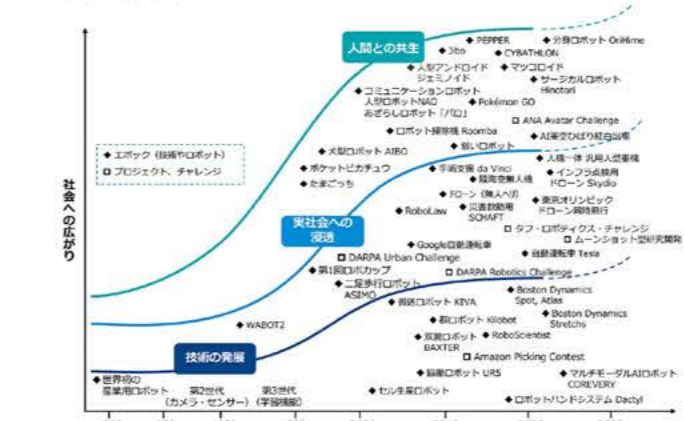 人間との共生
◆ PEPPER
◆ 分身ロボット OriHime
◆ Jibo
◆ CYBATHLON
◆ 人型アンドロイド
ジェミノイド
◆ マツコロイド
◆ サージカルロボット
Hinotori
◆ コミュニケーションロボット
人型ロボットNAO
あざらしロボット「パロ」
◆ Pokémon GO
□ ANA Avatar Challenge
◆ ロボット掃除機 Roomba
◆ AI美空ひばり紅白出場
◆ エポック（技術やロボット）
□ プロジェクト、チャレンジ
◆ 犬型ロボット AIBO
◆ 弱いロボット
◆ 人機一体 汎用人型重機
◆ ポケットピカチュウ
◆ 手術支援 da Vinci
◆ インフラ点検用
ドローン Skydio
◆ たまごっち
◆ 陸海空無人機
◆ ドローン（無人ヘリ）
◆ 東京オリンピック
ドローン同時飛行
社会への広がり
◆ RoboLaw
◆ 災害救助用
SCHAFT
実社会への
浸透
□ タフ・ロボティクス・チャレンジ
□ ムーンショット型研究開発
◆ Google自動運転車
◆ 自動運転車 Tesla
□ DARPA Urban Challenge
◆ 第1回ロボカップ
□ DARPA Robotics Challenge
◆ 二足歩行ロボット
ASIMO
◆ 搬送ロボット KIVA
◆ Boston Dynamics
Spot, Atlas
◆ WABOT2
◆ 群ロボット Kilobot
◆ Boston Dynamics
Stretchs
◆ 双腕ロボット
BAXTER
◆ RoboScientist
技術の発展
□ Amazon Picking Contest
◆ 世界初の
産業用ロボット
第2世代
（カメラ・センサー）
第3世代
（学習機能）
◆ 協働ロボット UR5
◆ マルチモーダルAIロボット
COREVERY
◆ セル生産ロボット
◆ ロボットハンドシステム Dactyl